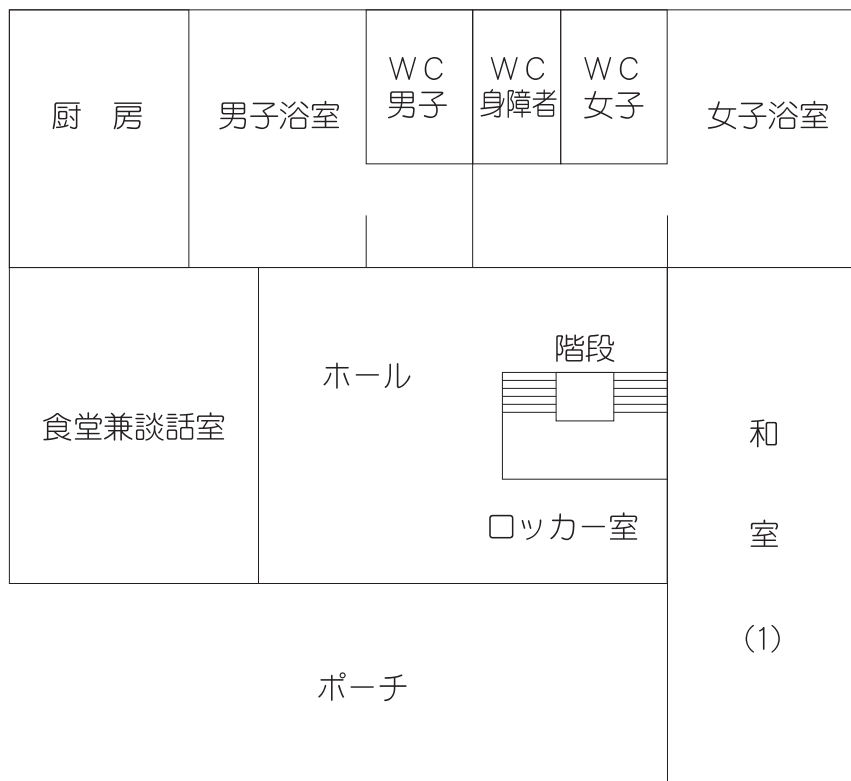 厨　房
男子浴室
ＷＣ
男子
ＷＣ
身障者
ＷＣ
女子
女子浴室
階段
ホール
食堂兼談話室
ロッカー室
和
室
(1)
ポーチ